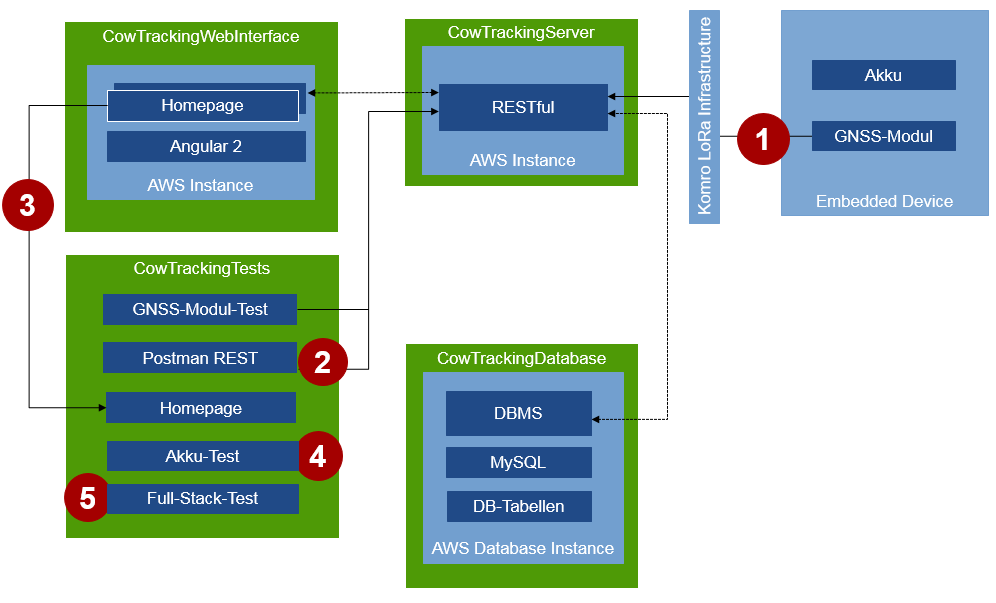 CowTrackingWebInterface
Homepage
Angular 2
AWS Instance
3
CowTrackingServer
RESTful
AWS Instance
Komro LoRa Infrastructure
1
Akku
GNSS-Modul
Embedded Device
CowTrackingTests
GNSS-Modul-Test
Postman REST
2
Homepage
Akku-Test
4
5
Full-Stack-Test
CowTrackingDatabase
DBMS
MySQL
DB-Tabellen
AWS Database Instance